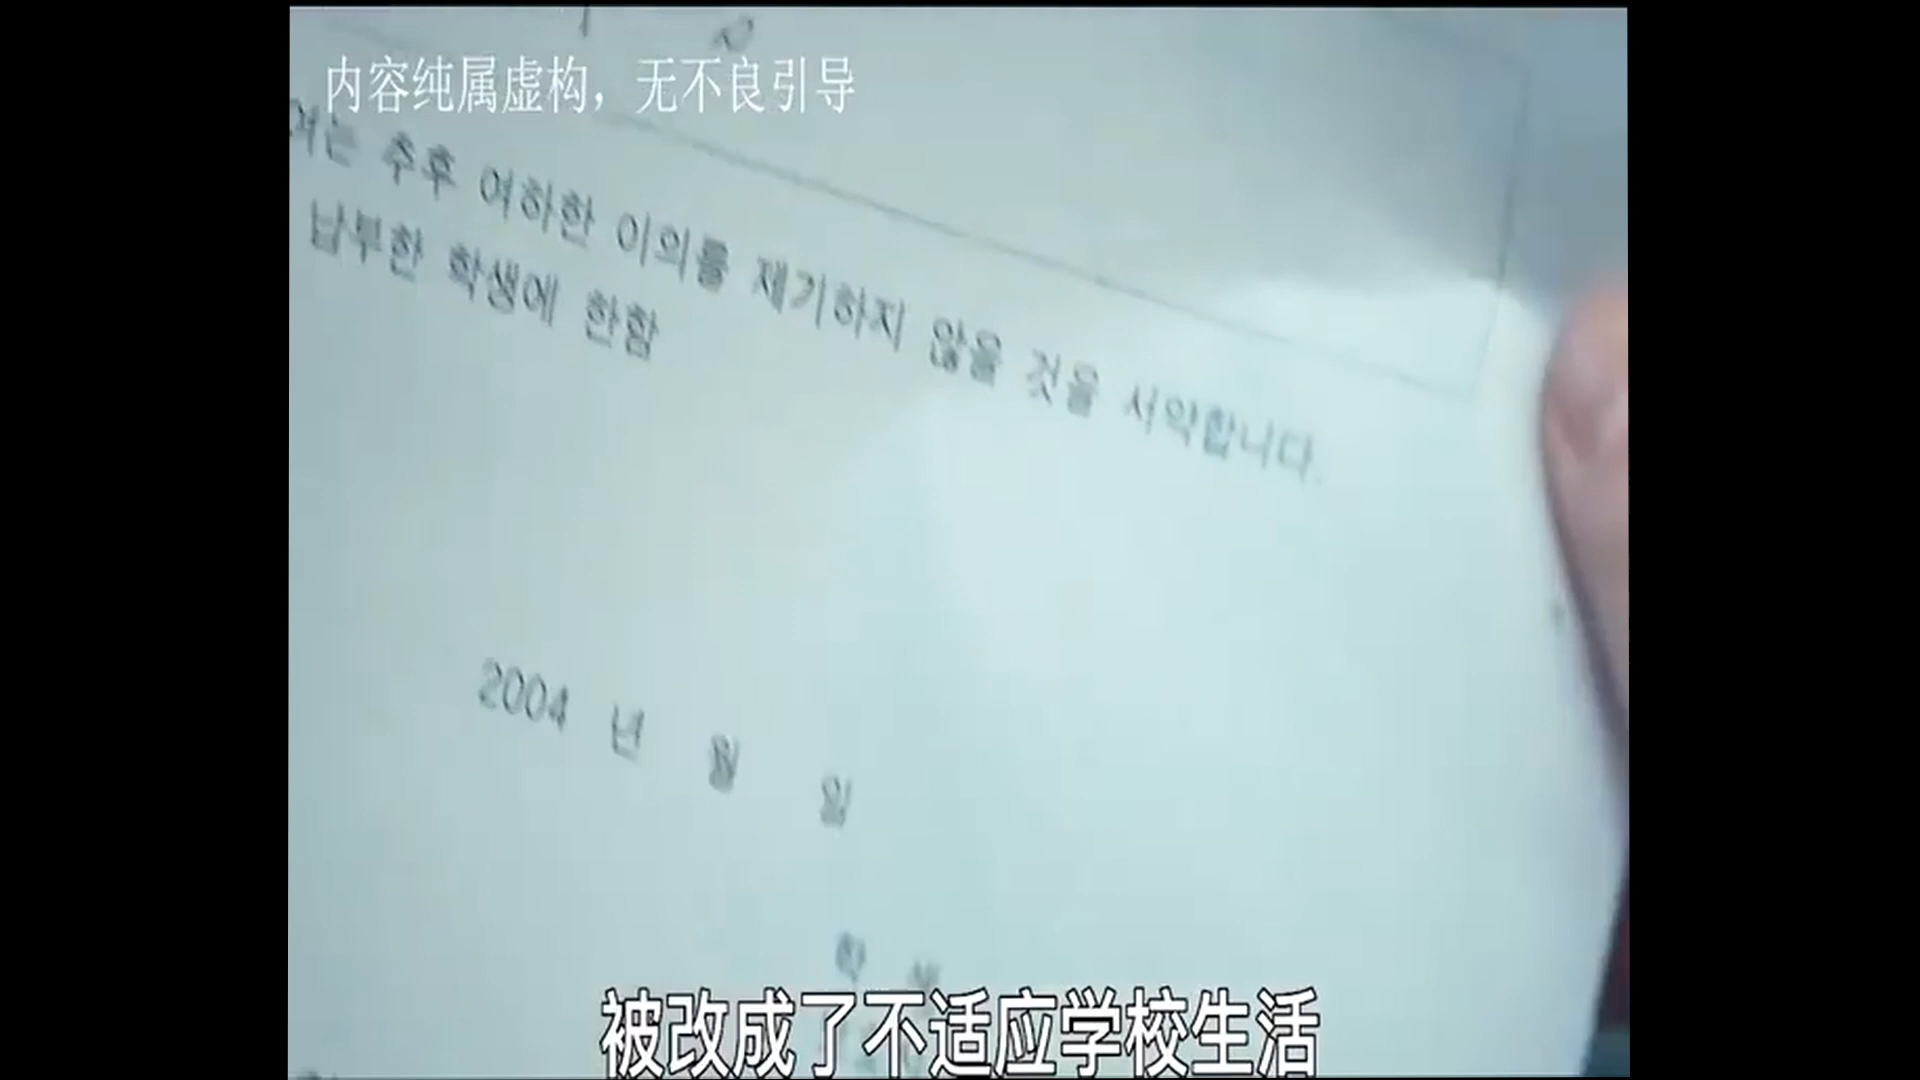 内容纯属虚构，无不良引导
여는 추후 여하한 이의를 제기하지 않을 것을 서약합니다.
납부한 학생에 한함
2004 년 월 일
학 생
被改成了不适应学校生活